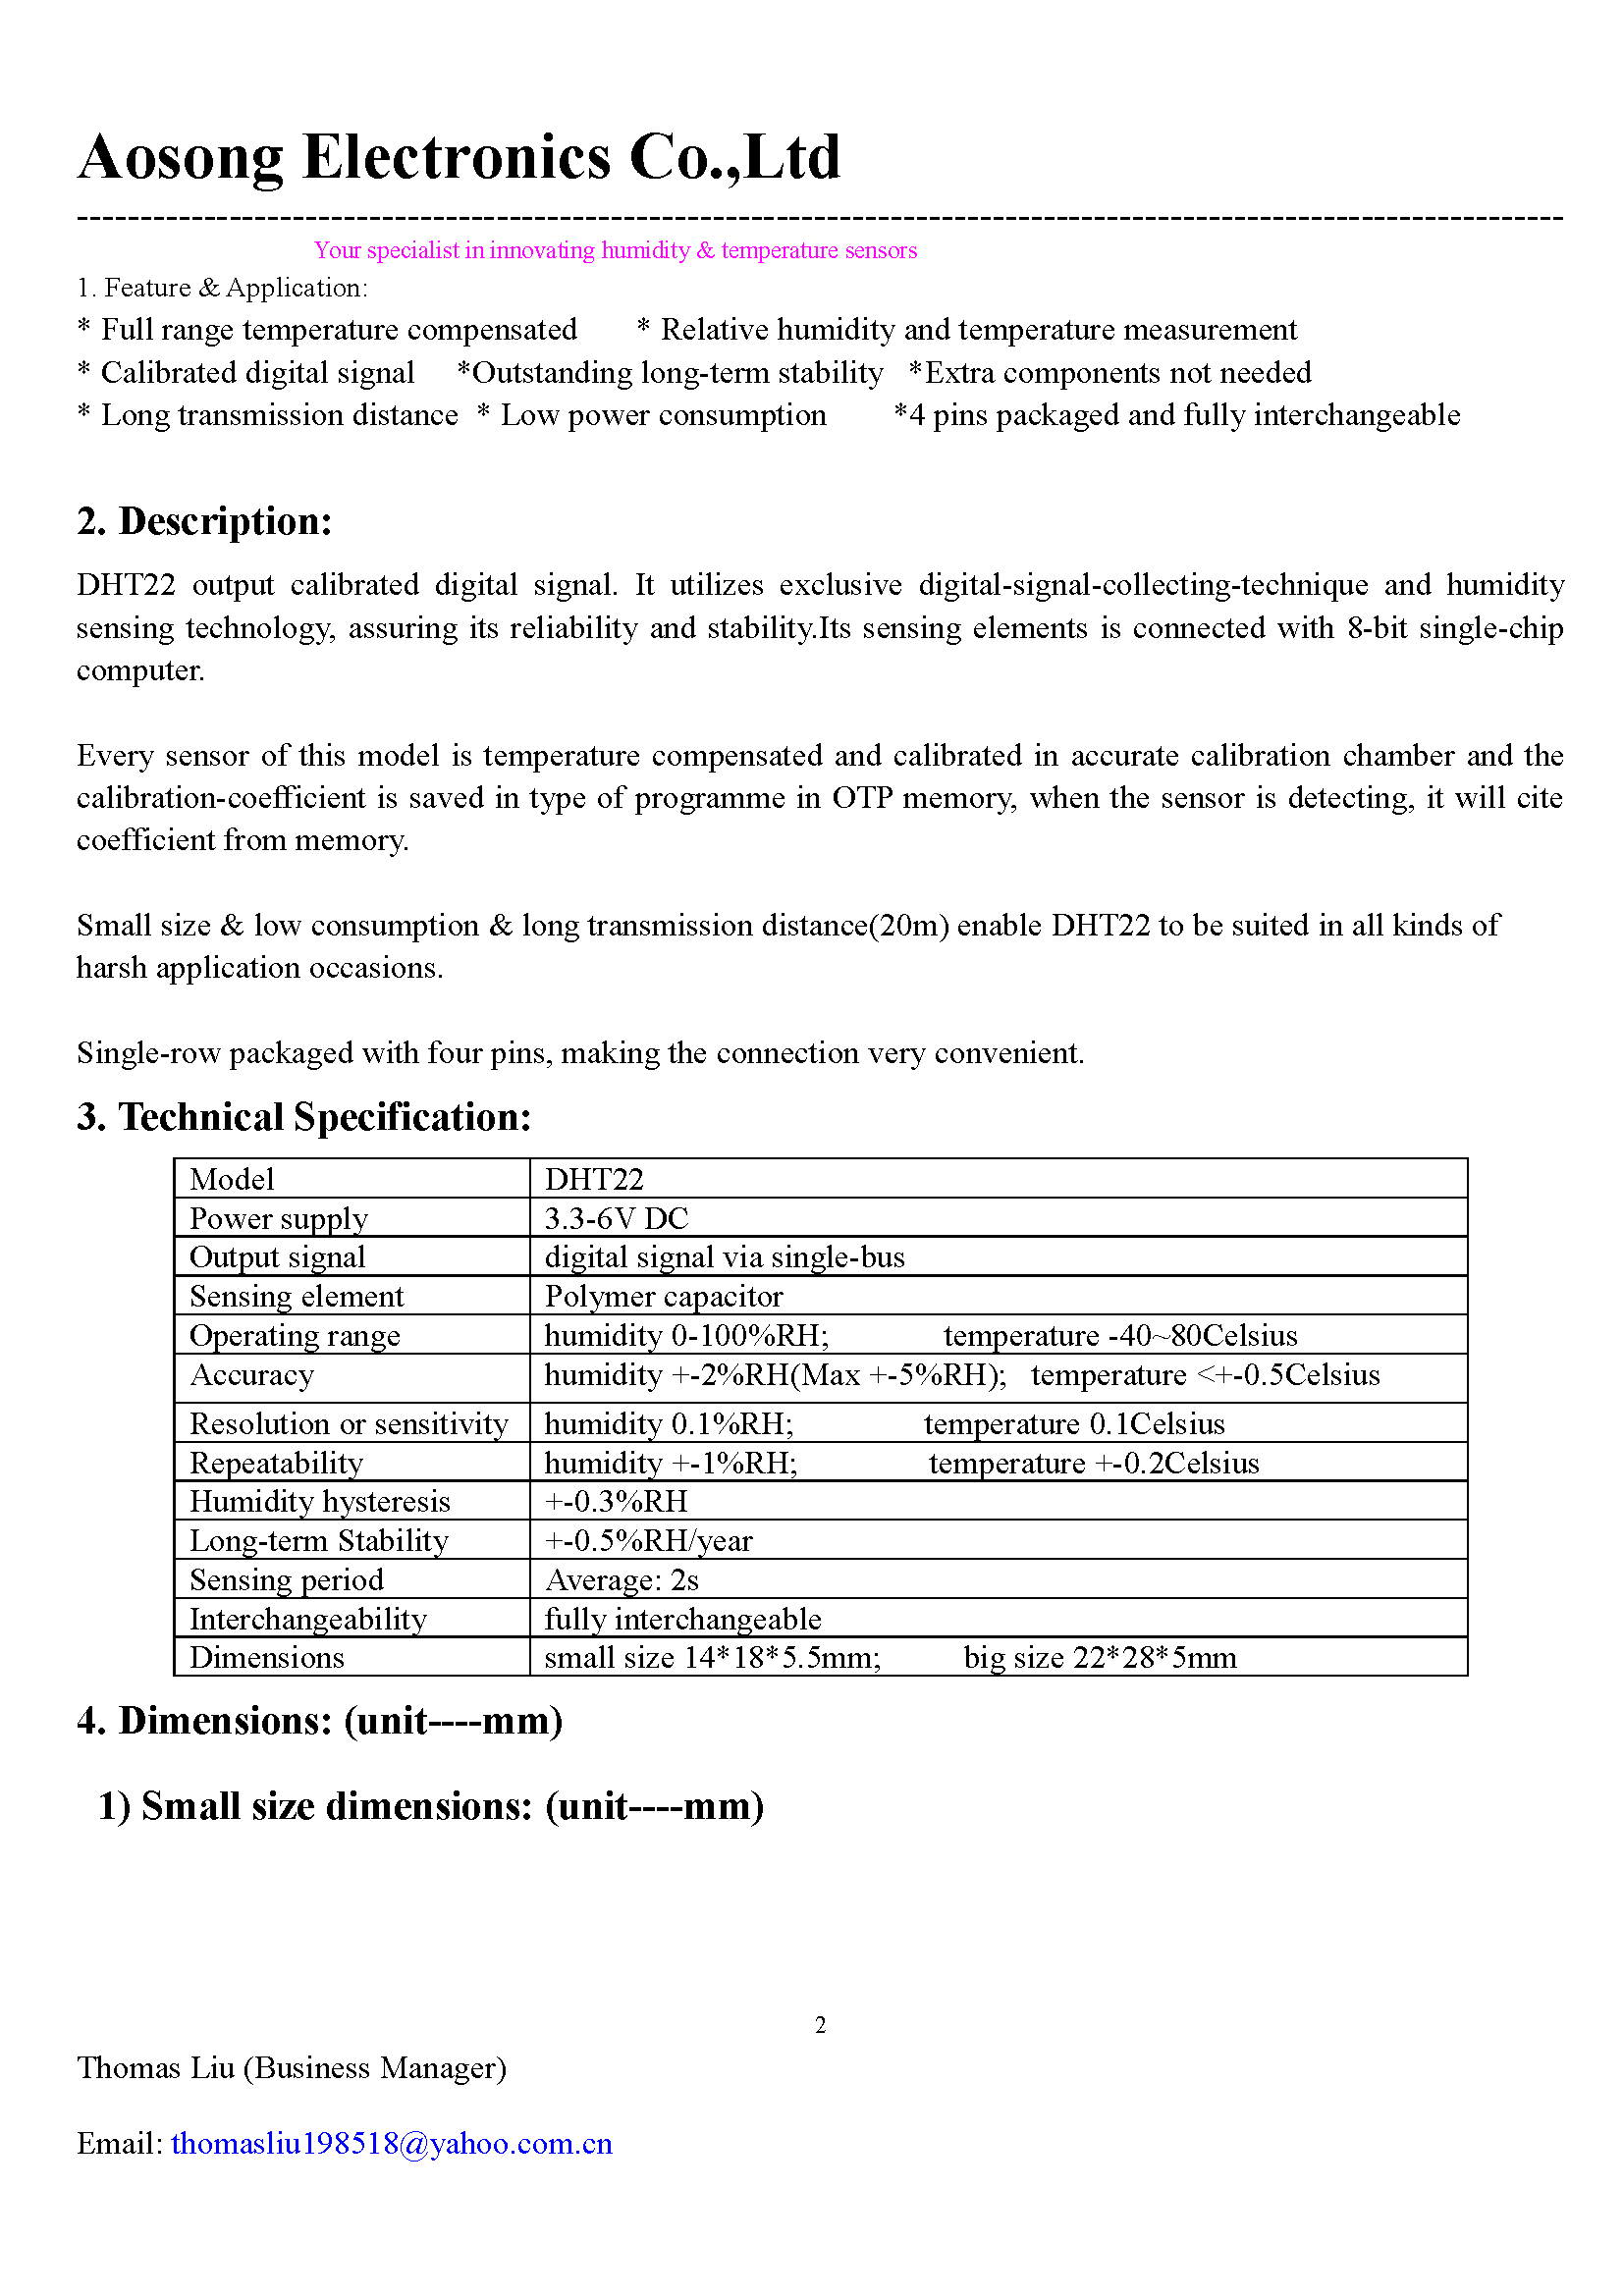 Aosong Electronics Co.,Ltd
--------------------------------------------------------------------------------------------------------------------
Your specialist in innovating humidity & temperature sensors
1. Feature & Application:
* Full range temperature compensated * Relative humidity and temperature measurement
* Calibrated digital signal *Outstanding long-term stability *Extra components not needed
* Long transmission distance * Low power consumption *4 pins packaged and fully interchangeable
2. Description:
DHT22 output calibrated digital signal. It utilizes exclusive digital-signal-collecting-technique and humidity
sensing technology, assuring its reliability and stability.Its sensing elements is connected with 8-bit single-chip
computer.
Every sensor of this model is temperature compensated and calibrated in accurate calibration chamber and the
calibration-coefficient is saved in type of programme in OTP memory, when the sensor is detecting, it will cite
coefficient from memory.
Small size & low consumption & long transmission distance(20m) enable DHT22 to be suited in all kinds of
harsh application occasions.
Single-row packaged with four pins, making the connection very convenient.
3. Technical Specification:
Model DHT22
Power supply 3.3-6V DC
Output signal digital signal via single-bus
Sensing element Polymer capacitor
Operating range humidity 0-100%RH; temperature -40~80Celsius
Accuracy humidity +-2%RH(Max +-5%RH); temperature <+-0.5Celsius
Resolution or sensitivity humidity 0.1%RH; temperature 0.1Celsius
Repeatability humidity +-1%RH; temperature +-0.2Celsius
Humidity hysteresis +-0.3%RH
Long-term Stability +-0.5%RH/year
Sensing period Average: 2s
Interchangeability fully interchangeable
Dimensions small size 14*18*5.5mm; big size 22*28*5mm
4. Dimensions: (unit----mm)
1) Small size dimensions: (unit----mm)
2
Thomas Liu (Business Manager)
Email: thomasliu198518@yahoo.com.cn